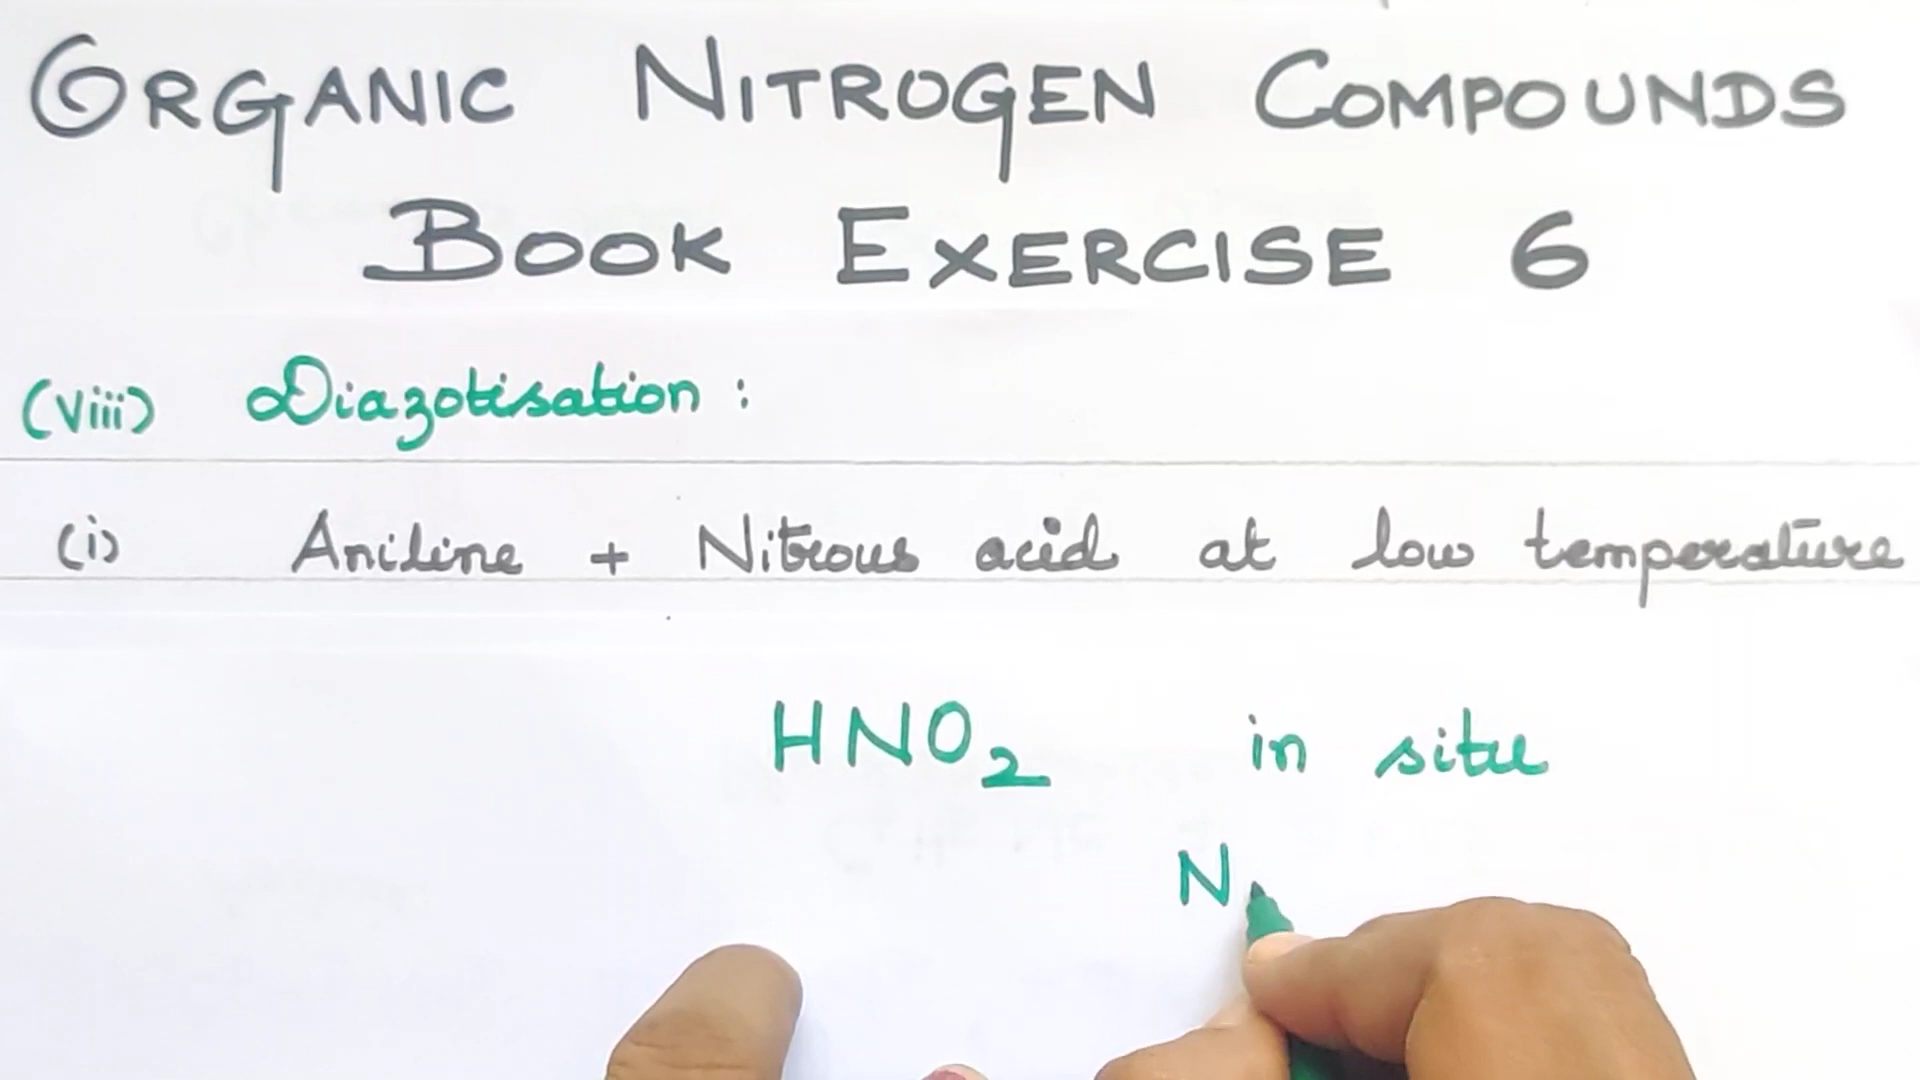 ORGANIC NITROGEN COMPOUNDS
BOOK EXERCISE 6
(viii) Diazotisation :
(i) Aniline + Nitrous acid at low temperature
HNO₂ in situ
N